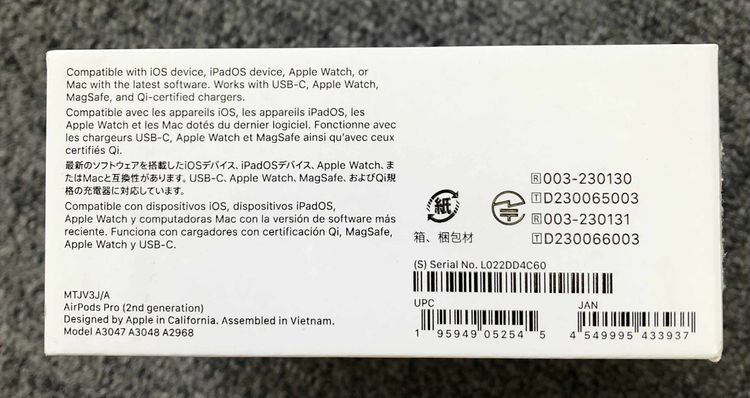 Compatible with iOS device, iPadOS device, Apple Watch, or
Mac with the latest software. Works with USB-C, Apple Watch,
MagSafe, and Qi-certified chargers.
Compatible avec les appareils iOS, les appareils iPadOS, les
Apple Watch et les Mac dotés du dernier logiciel. Fonctionne avec
les chargeurs USB-C, Apple Watch et MagSafe ainsi qu'avec ceux
certifiés Qi.
最新のソフトウェアを搭載したiOSデバイス、iPadOSデバイス、Apple Watch、ま
たはMacと互換性があります。USB-C、Apple Watch、MagSafe、およびQi規
格の充電器に対応しています。
Compatible con dispositivos iOS, dispositivos iPadOS,
Apple Watch y computadoras Mac con la versión de software más
reciente. Funciona con cargadores con certificación Qi, MagSafe,
Apple Watch y USB-C.
MTJV3J/A
AirPods Pro (2nd generation)
Designed by Apple in California. Assembled in Vietnam.
Model A3047 A3048 A2968
紙
箱、梱包材
R 003-230130
T D230065003
R 003-230131
T D230066003
(S) Serial No. L022DD4C60
UPC
1 95949 05254 5
JAN
4 549995 433937